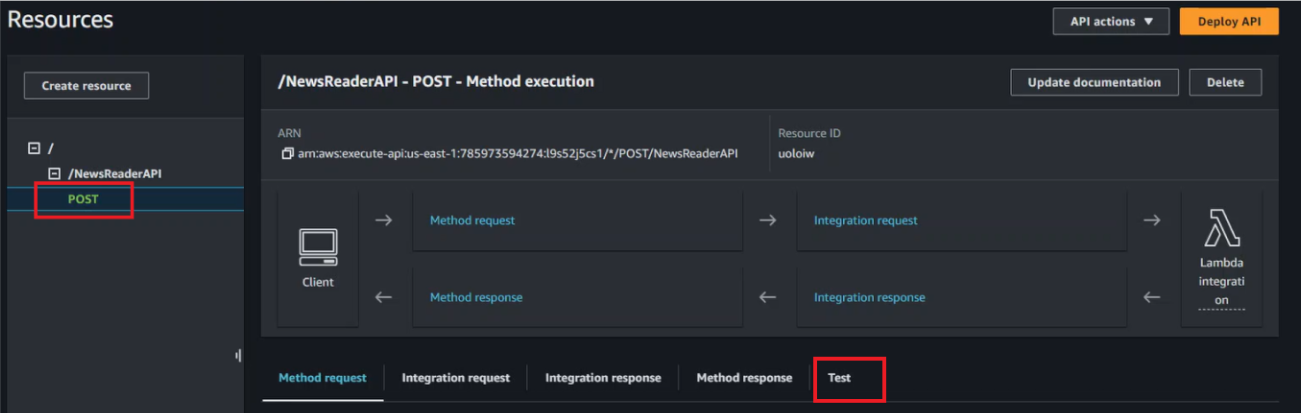 Resources
API actions ▼
Deploy API
Create resource
/
/NewsReaderAPI
POST
/NewsReaderAPI - POST - Method execution
Update documentation
Delete
ARN
arn:aws:execute-api:us-east-1:785973594274:l9s52j5cs1/*/POST/NewsReaderAPI
Resource ID
uoloiw
Client
Method request
Integration request
Method response
Integration response
Lambda
integrati
on
Method request
Integration request
Integration response
Method response
Test